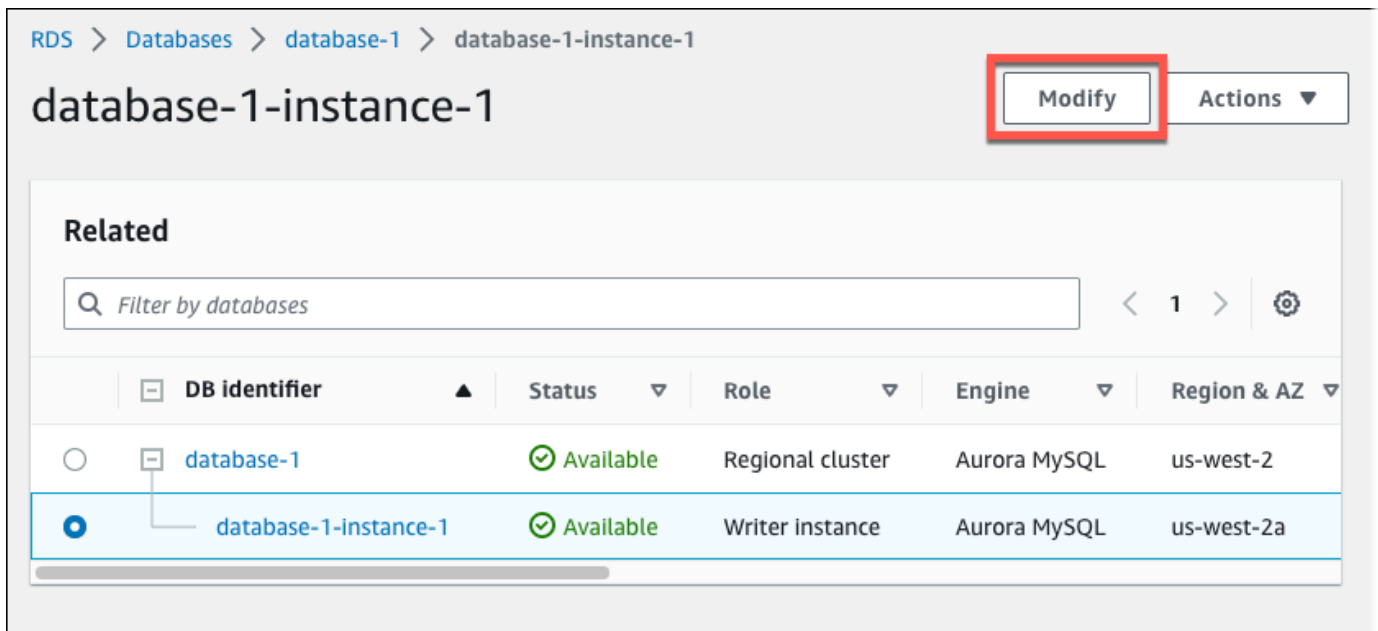 RDS > Databases > database-1 > database-1-instance-1
database-1-instance-1
Modify
Actions
Related
Filter by databases
1
DB identifier Status Role Engine Region & AZ
database-1 Available Regional cluster Aurora MySQL us-west-2
database-1-instance-1 Available Writer instance Aurora MySQL us-west-2a